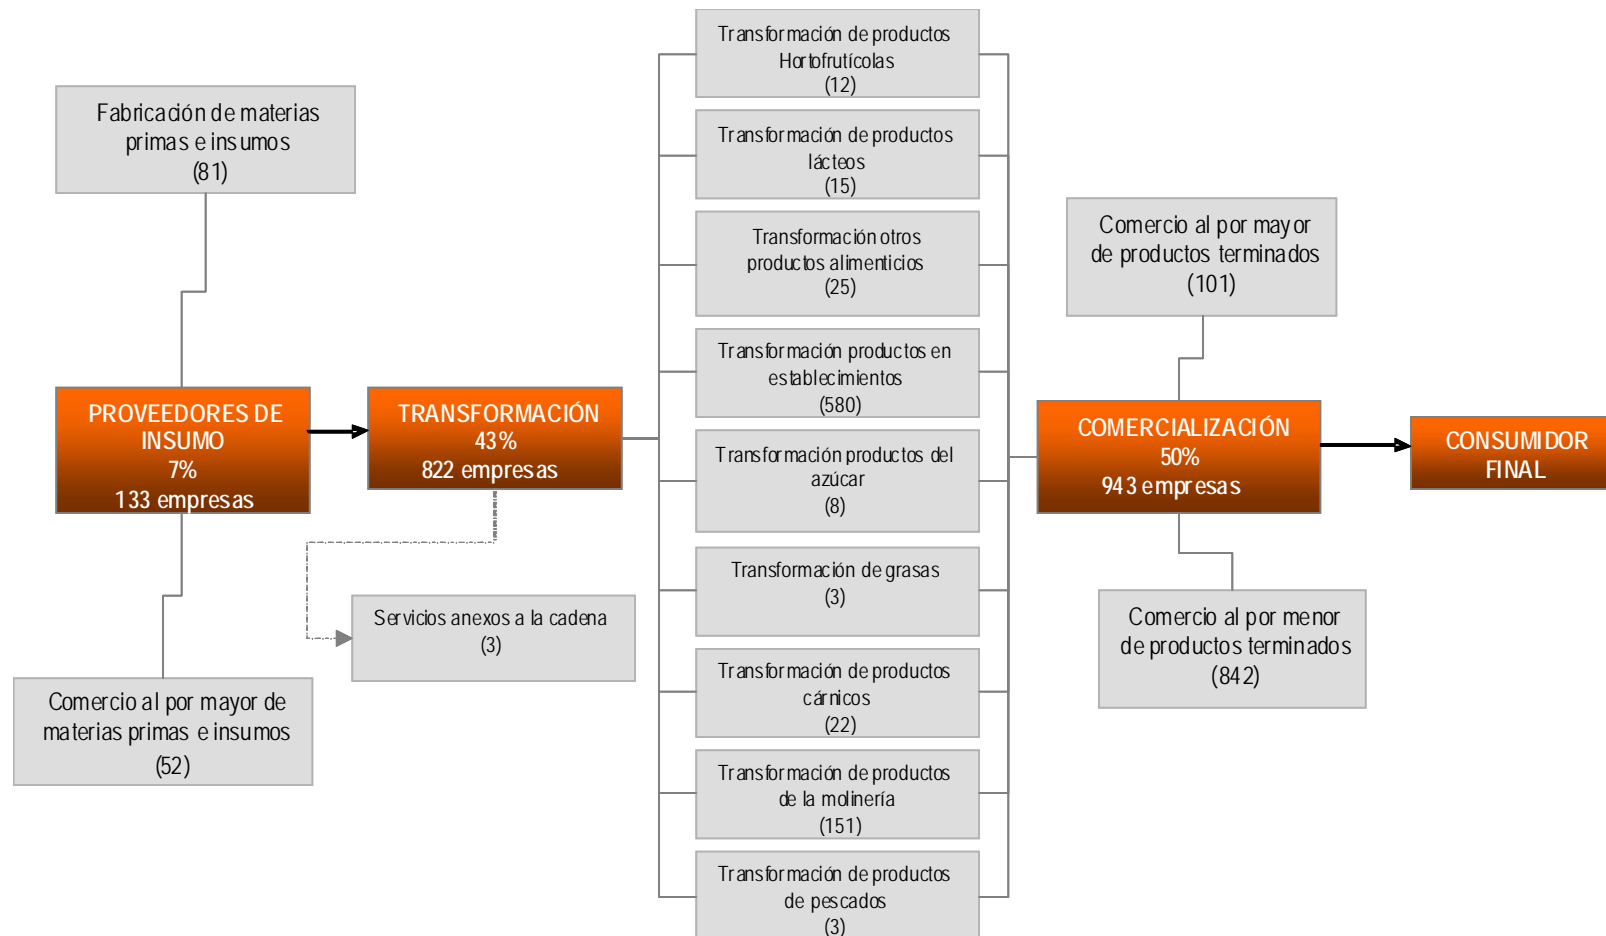 Fabricación de materias
primas e insumos
(81)
PROVEEDORES DE
INSUMO
7%
133 empresas
Comercio al por mayor de
materias primas e insumos
(52)
TRANSFORMACIÓN
43%
822 empresas
Servicios anexos a la cadena
(3)
Transformación de productos
Hortofrutícolas
(12)
Transformación de productos
lácteos
(15)
Transformación otros
productos alimenticios
(25)
Transformación productos en
establecimientos
(580)
Transformación productos del
azúcar
(8)
Transformación de grasas
(3)
Transformación de productos
cárnicos
(22)
Transformación de productos
de la molinería
(151)
Transformación de productos
de pescados
(3)
Comercio al por mayor
de productos terminados
(101)
COMERCIALIZACIÓN
50%
943 empresas
Comercio al por menor
de productos terminados
(842)
CONSUMIDOR
FINAL